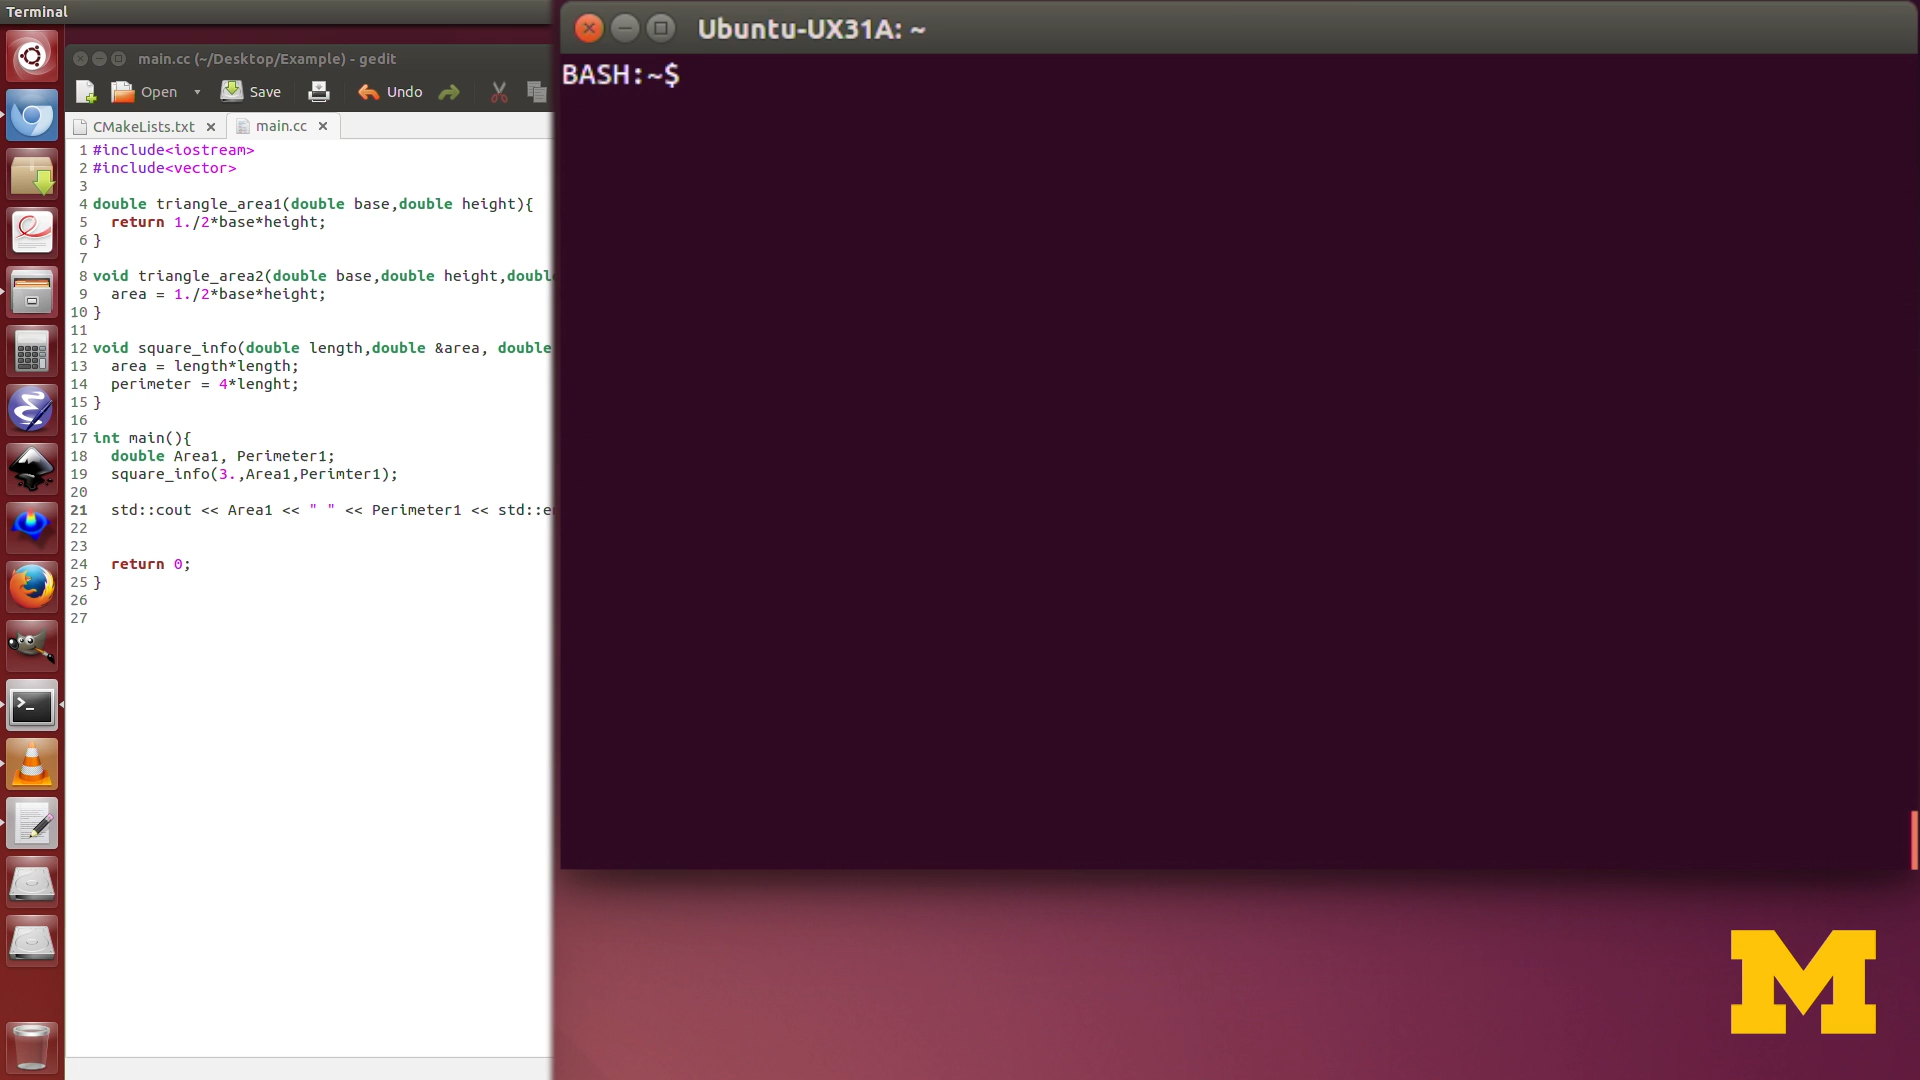 Terminal
main.cc (~/Desktop/Example) - gedit
Open Save Undo
CMakeLists.txt main.cc
1 #include<iostream>
2 #include<vector>
3
4 double triangle_area1(double base,double height){
5 return 1./2*base*height;
6 }
7
8 void triangle_area2(double base,double height,doubl
9 area = 1./2*base*height;
10 }
11
12 void square_info(double length,double &area, double
13 area = length*length;
14 perimeter = 4*lenght;
15 }
16
17 int main(){
18 double Area1, Perimeter1;
19 square_info(3.,Area1,Perimter1);
20
21 std::cout << Area1 << " " << Perimeter1 << std::e
22
23
24 return 0;
25 }
26
27
Ubuntu-UX31A: ~
BASH:~$
M